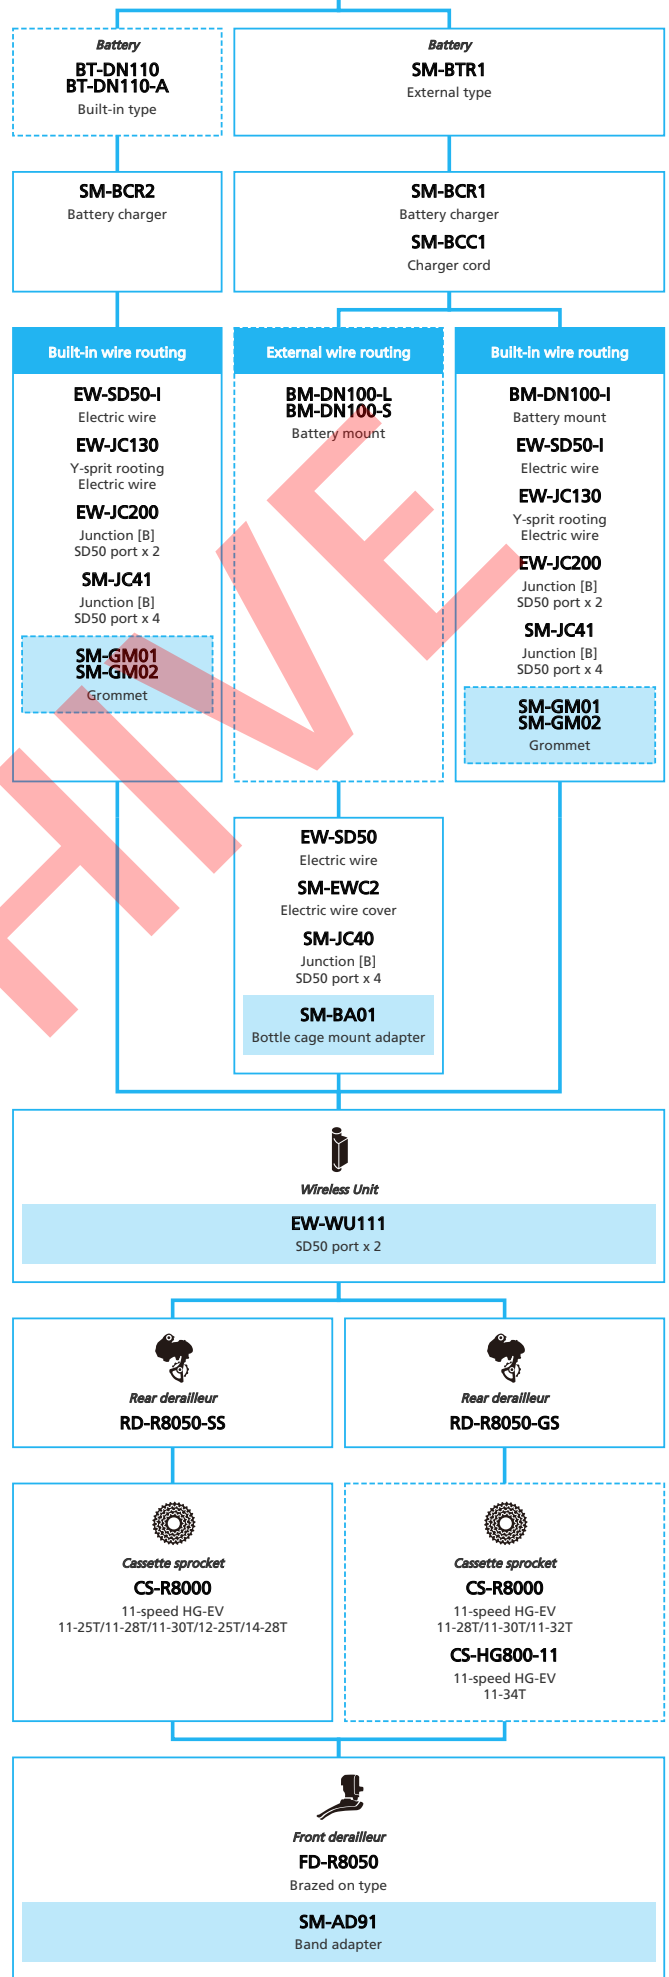 Battery
BT-DN110
BT-DN110-A
Built-in type
Battery
SM-BTR1
External type
SM-BCR2
Battery charger
SM-BCR1
Battery charger
SM-BCC1
Charger cord
Built-in wire routing
EW-SD50-I
Electric wire
EW-JC130
Y-sprit rooting
Electric wire
EW-JC200
Junction [B]
SD50 port x 2
SM-JC41
Junction [B]
SD50 port x 4
SM-GM01
SM-GM02
Grommet
External wire routing
BM-DN100-L
BM-DN100-S
Battery mount
Built-in wire routing
BM-DN100-I
Battery mount
EW-SD50-I
Electric wire
EW-JC130
Y-sprit rooting
Electric wire
EW-JC200
Junction [B]
SD50 port x 2
SM-JC41
Junction [B]
SD50 port x 4
SM-GM01
SM-GM02
Grommet
EW-SD50
Electric wire
SM-EWC2
Electric wire cover
SM-JC40
Junction [B]
SD50 port x 4
SM-BA01
Bottle cage mount adapter
Wireless Unit
EW-WU111
SD50 port x 2
Rear derailleur
RD-R8050-SS
Rear derailleur
RD-R8050-GS
Cassette sprocket
CS-R8000
11-speed HG-EV
11-25T/11-28T/11-30T/12-25T/14-28T
Cassette sprocket
CS-R8000
11-speed HG-EV
11-28T/11-30T/11-32T
CS-HG800-11
11-speed HG-EV
11-34T
Front derailleur
FD-R8050
Brazed on type
SM-AD91
Band adapter
HIVE